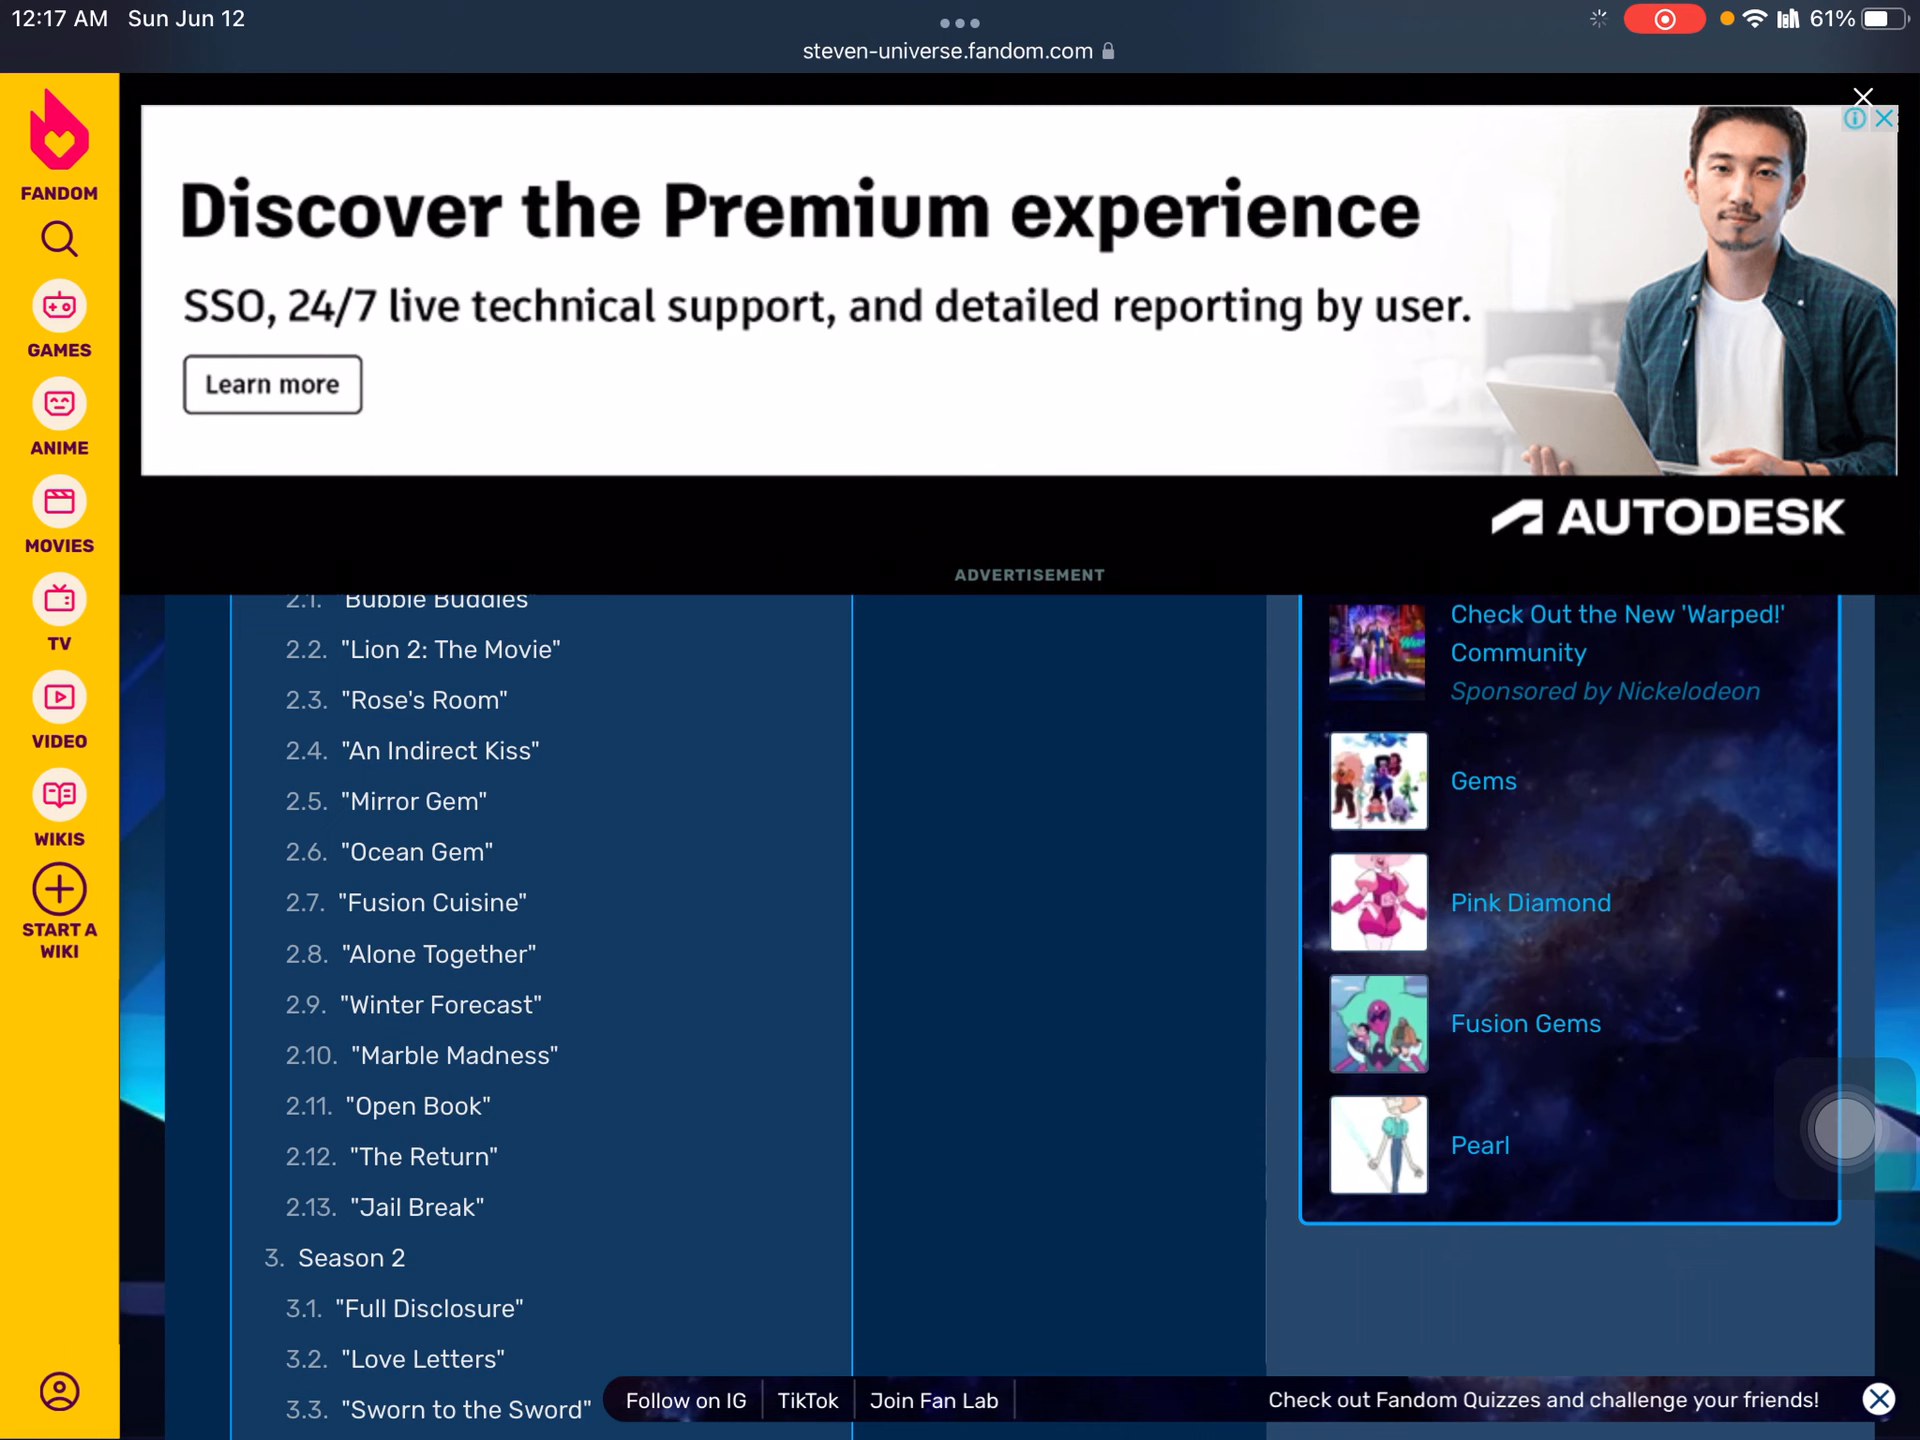 12:17 AM Sun Jun 12
61%
steven-universe.fandom.com
FANDOM
GAMES
ANIME
MOVIES
TV
VIDEO
WIKIS
START A
WIKI
Discover the Premium experience
SSO, 24/7 live technical support, and detailed reporting by user.
Learn more
AUTODESK
ADVERTISEMENT
2.1. Bubble Buddies
2.2. "Lion 2: The Movie"
2.3. "Rose's Room"
2.4. "An Indirect Kiss"
2.5. "Mirror Gem"
2.6. "Ocean Gem"
2.7. "Fusion Cuisine"
2.8. "Alone Together"
2.9. "Winter Forecast"
2.10. "Marble Madness"
2.11. "Open Book"
2.12. "The Return"
2.13. "Jail Break"
3. Season 2
3.1. "Full Disclosure"
3.2. "Love Letters"
3.3. "Sworn to the Sword"
Check Out the New 'Warped!'
Community
Sponsored by Nickelodeon
Gems
Pink Diamond
Fusion Gems
Pearl
Follow on IG
TikTok
Join Fan Lab
Check out Fandom Quizzes and challenge your friends!